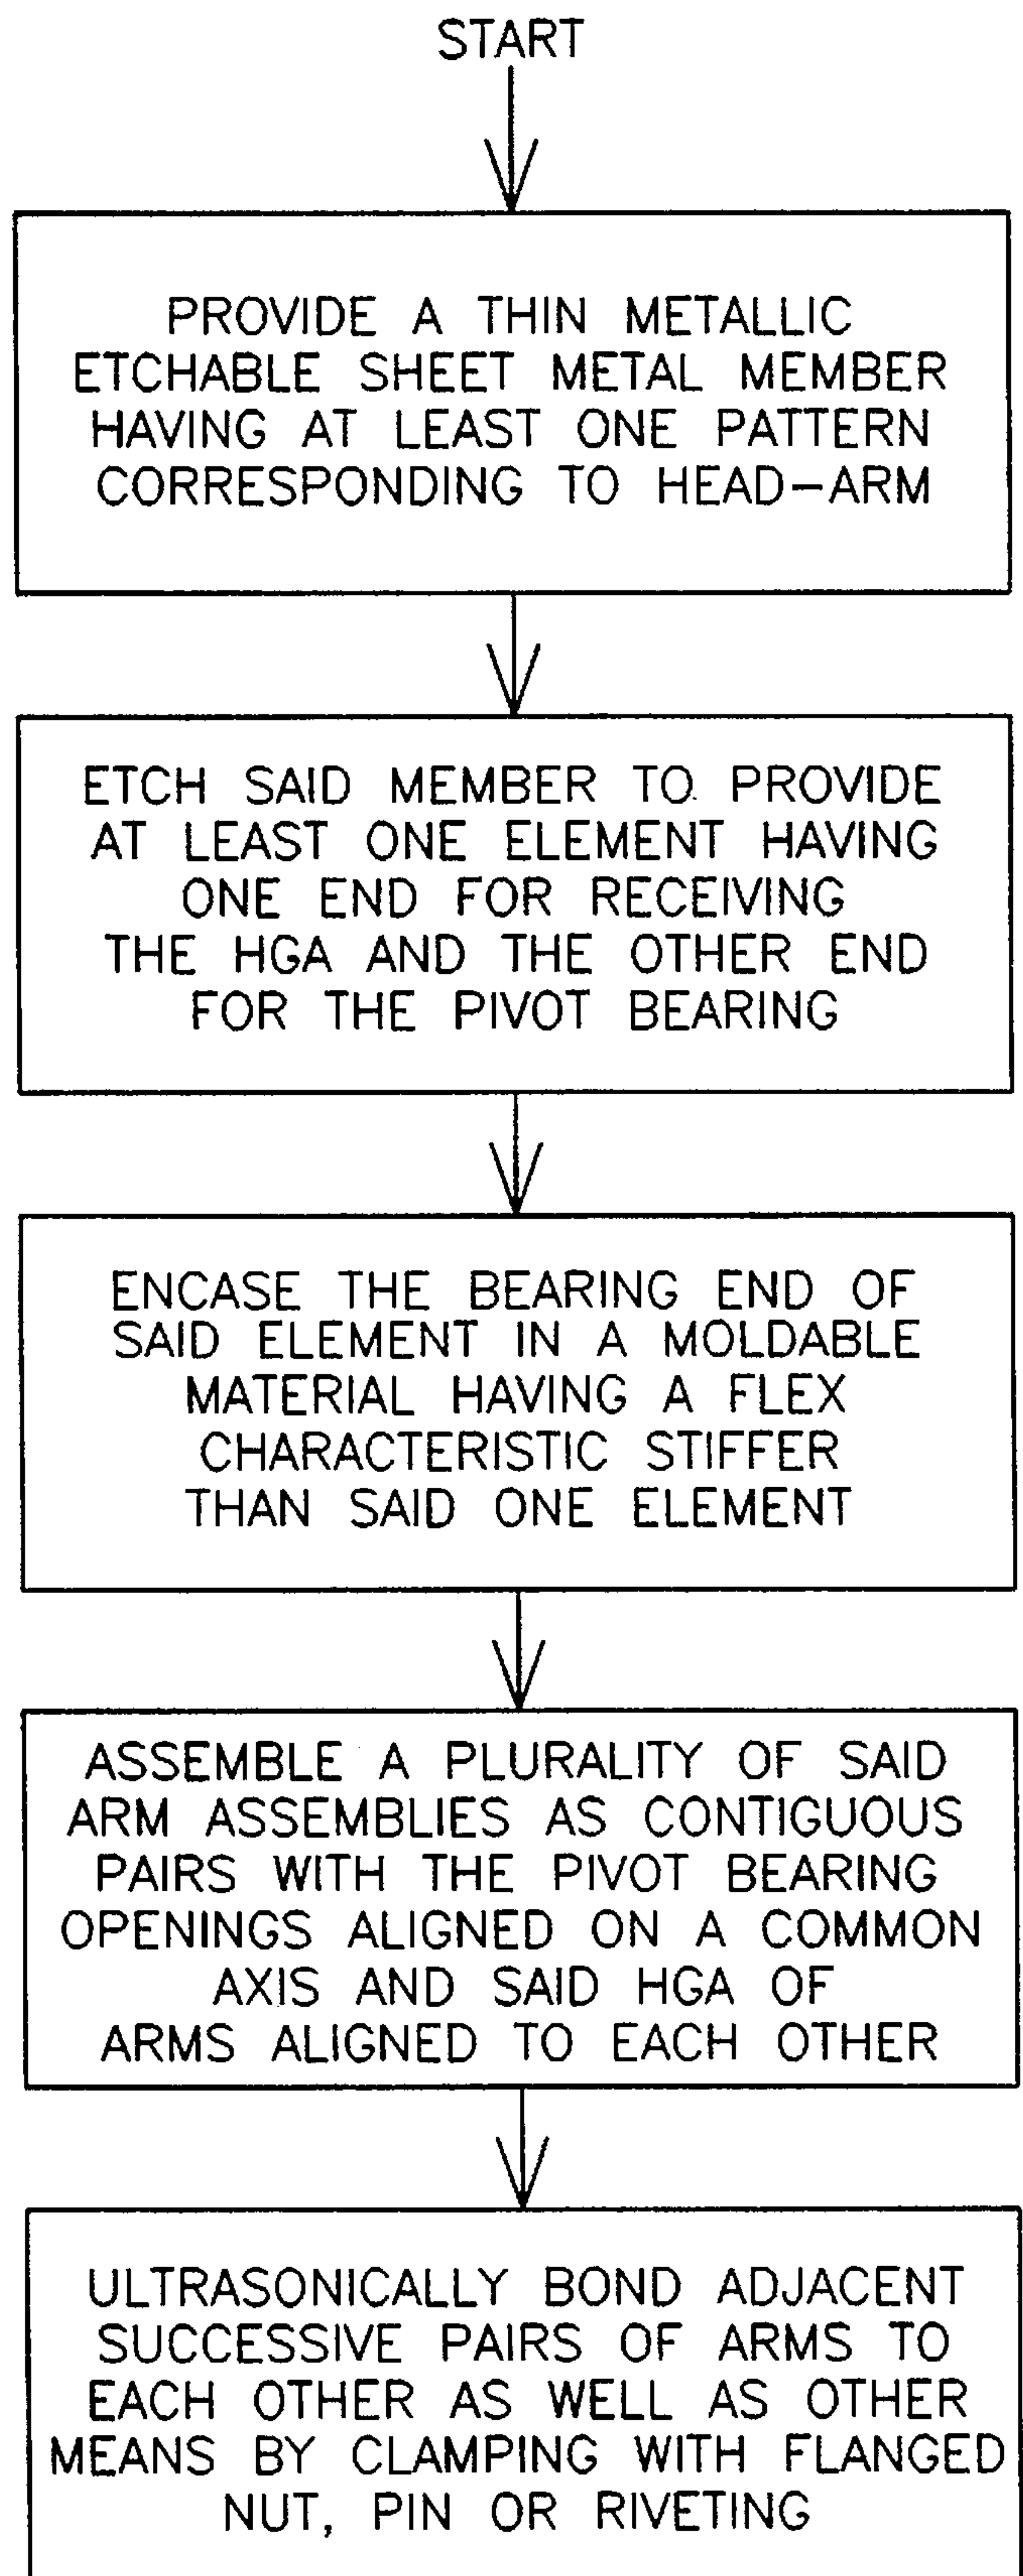 START
PROVIDE A THIN METALLIC
ETCHABLE SHEET METAL MEMBER
HAVING AT LEAST ONE PATTERN
CORRESPONDING TO HEAD-ARM
ETCH SAID MEMBER TO PROVIDE
AT LEAST ONE ELEMENT HAVING
ONE END FOR RECEIVING
THE HGA AND THE OTHER END
FOR THE PIVOT BEARING
ENCASE THE BEARING END OF
SAID ELEMENT IN A MOLDABLE
MATERIAL HAVING A FLEX
CHARACTERISTIC STIFFER
THAN SAID ONE ELEMENT
ASSEMBLE A PLURALITY OF SAID
ARM ASSEMBLIES AS CONTIGUOUS
PAIRS WITH THE PIVOT BEARING
OPENINGS ALIGNED ON A COMMON
AXIS AND SAID HGA OF
ARMS ALIGNED TO EACH OTHER
ULTRASONICALLY BOND ADJACENT
SUCCESSIVE PAIRS OF ARMS TO
EACH OTHER AS WELL AS OTHER
MEANS BY CLAMPING WITH FLANGED
NUT, PIN OR RIVETING